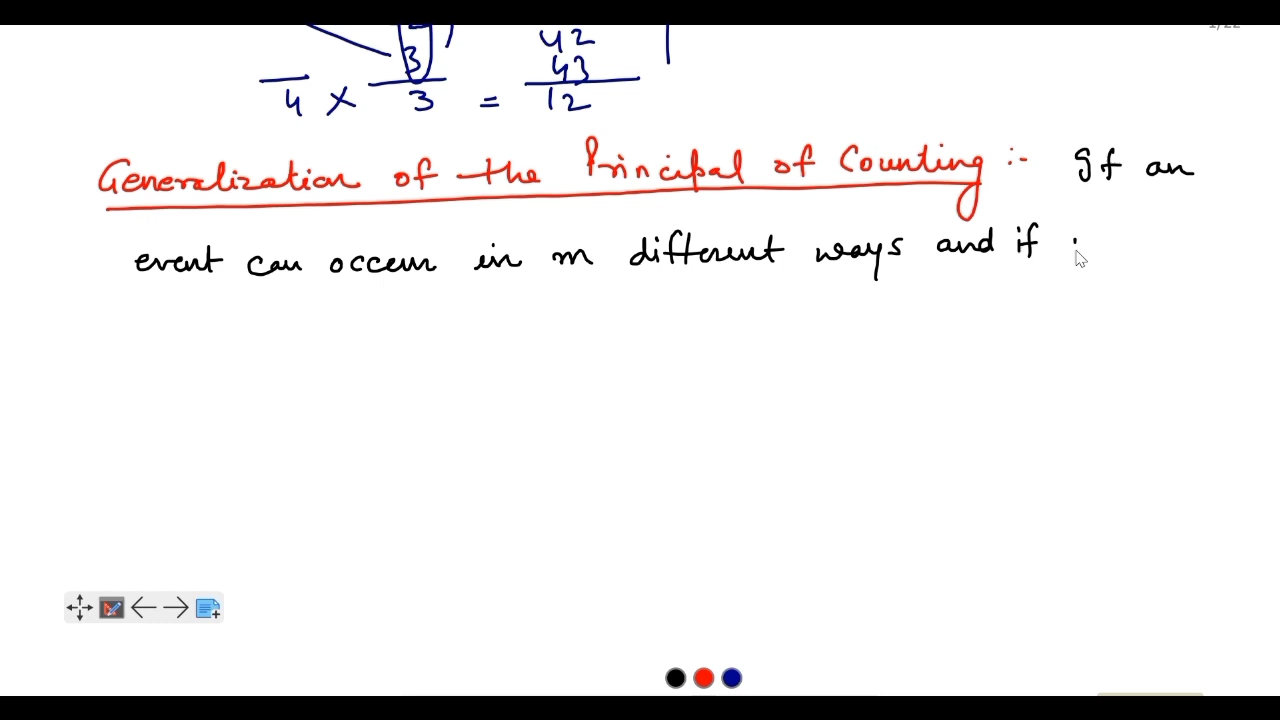 42
3
43
4 × 3 = 12
Generalization of the Principal of Counting :- If an
event can occur in m different ways and if